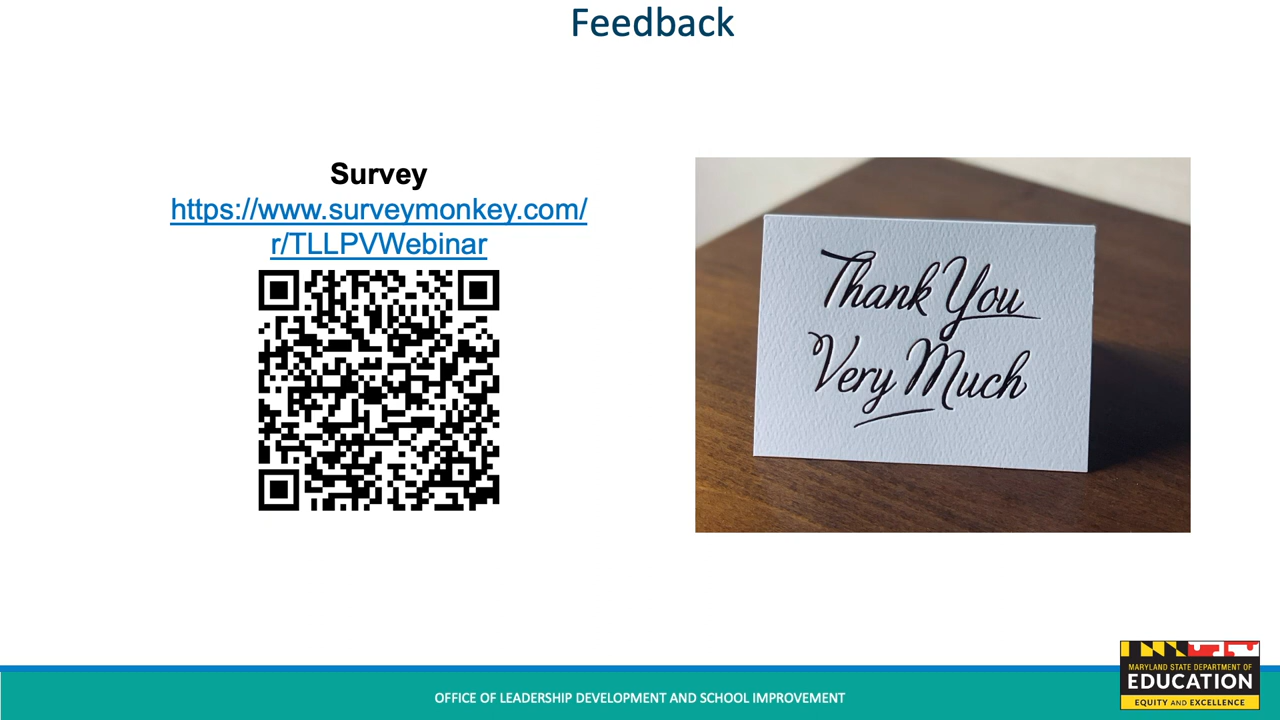 Feedback
Survey
https://www.surveymonkey.com/
r/TLLPVWebinar
Thank You
Very Much
OFFICE OF LEADERSHIP DEVELOPMENT AND SCHOOL IMPROVEMENT
MARYLAND STATE DEPARTMENT OF
EDUCATION
EQUITY AND EXCELLENCE